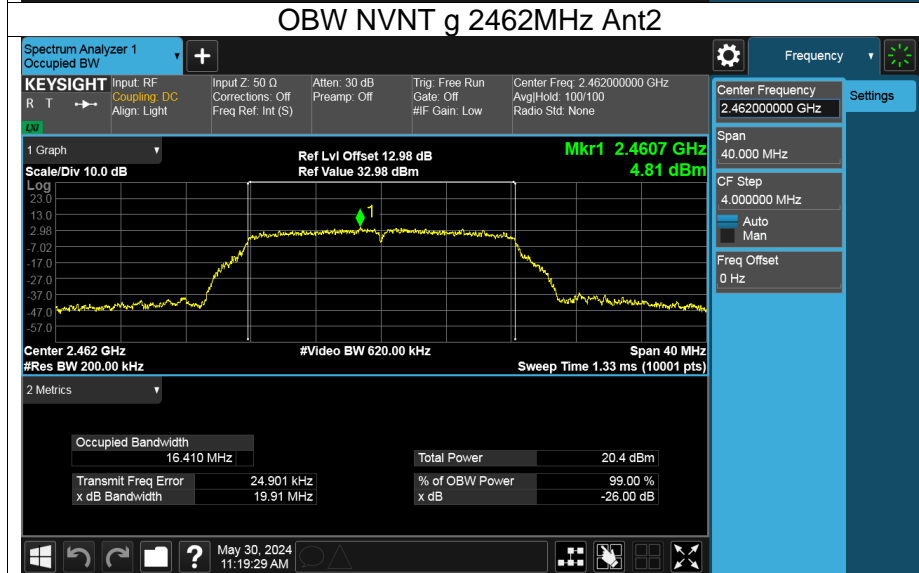 OBW NVNT g 2462MHz Ant2
Spectrum Analyzer 1
Occupied BW
+
Frequency
KEYSIGHT
R T
LXI
Input: RF
Coupling: DC
Align: Light
Input Z: 50 Ω
Corrections: Off
Freq Ref: Int (S)
Atten: 30 dB
Preamp: Off
Trig: Free Run
Gate: Off
#IF Gain: Low
Center Freq: 2.462000000 GHz
Avg|Hold: 100/100
Radio Std: None
Center Frequency
2.462000000 GHz
Settings
Span
40.000 MHz
CF Step
4.000000 MHz
Auto
Man
Freq Offset
0 Hz
1 Graph
Scale/Div 10.0 dB
Ref Lvl Offset 12.98 dB
Ref Value 32.98 dBm
Mkr1 2.4607 GHz
4.81 dBm
Log
23.0
13.0
2.98
-7.02
-17.0
-27.0
-37.0
-47.0
-57.0
1
Center 2.462 GHz
#Res BW 200.00 kHz
#Video BW 620.00 kHz
Span 40 MHz
Sweep Time 1.33 ms (10001 pts)
2 Metrics
Occupied Bandwidth
16.410 MHz
Transmit Freq Error 24.901 kHz
x dB Bandwidth 19.91 MHz
Total Power 20.4 dBm
% of OBW Power 99.00 %
x dB -26.00 dB
?
May 30, 2024
11:19:29 AM